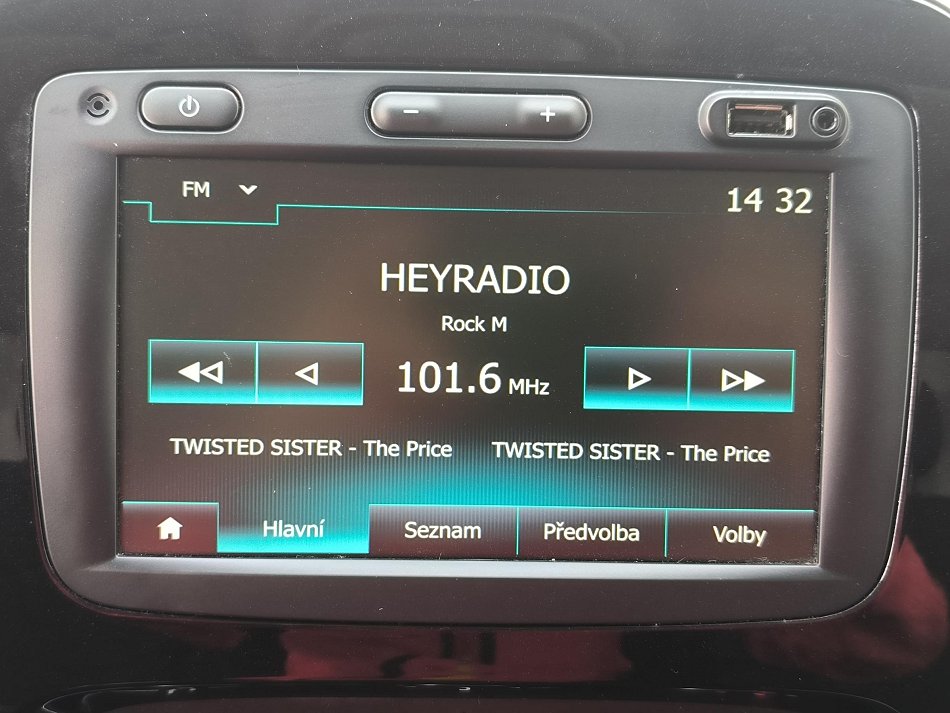 − +
FM 14 32
HEYRADIO
Rock M
101.6 MHz
TWISTED SISTER - The Price TWISTED SISTER - The Price
Hlavní Seznam Předvolba Volby